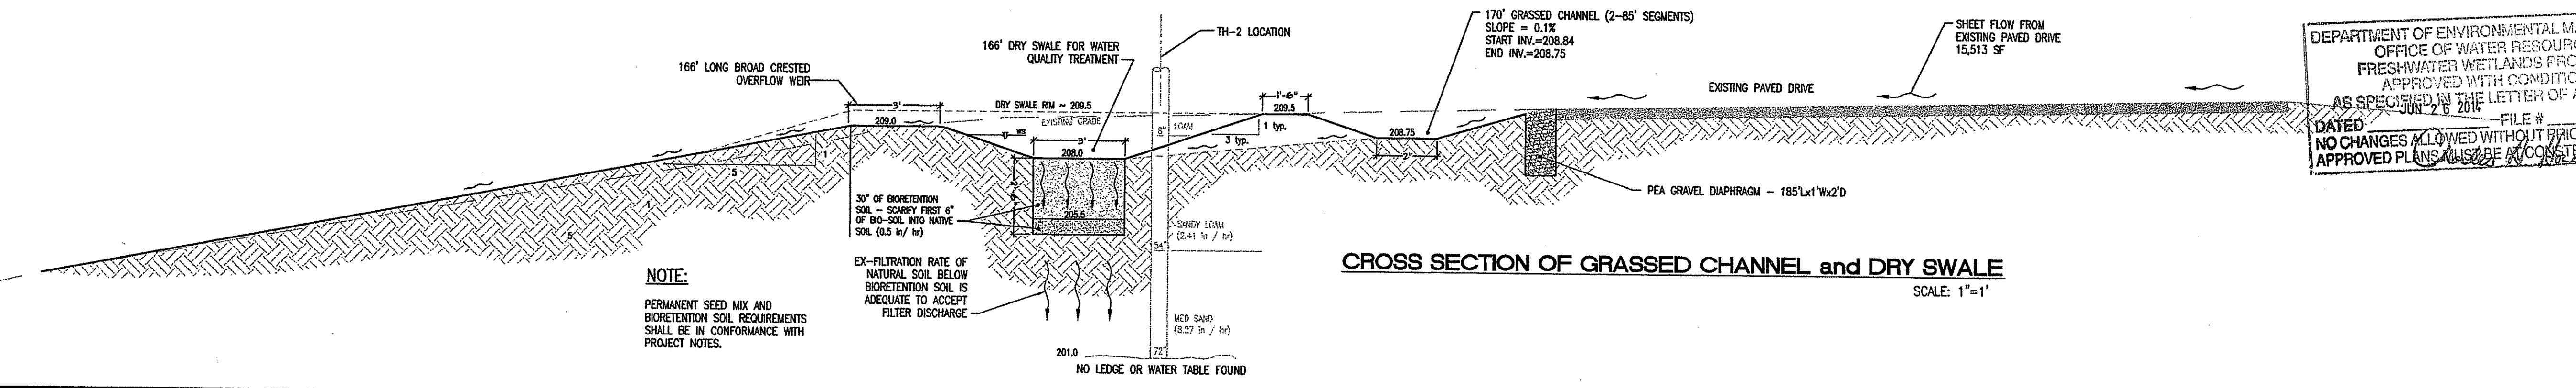 166' LONG BROAD CRESTED
OVERFLOW WEIR
3'
209.0
166' DRY SWALE FOR WATER
QUALITY TREATMENT
DRY SWALE RIM ~ 209.5
EXISTING GRADE
WS
3'
208.0
205.5
TH-2 LOCATION
6"
LOAM
1'-6"
209.5
1 typ.
3 typ.
170' GRASSED CHANNEL (2-85' SEGMENTS)
SLOPE = 0.1%
START INV.=208.84
END INV.=208.75
208.75
2'
SHEET FLOW FROM
EXISTING PAVED DRIVE
15,513 SF
EXISTING PAVED DRIVE
PEA GRAVEL DIAPHRAGM - 185'Lx1'Wx2'D
1
5
1
5
30" OF BIORETENTION
SOIL - SCARIFY FIRST 6"
OF BIO-SOIL INTO NATIVE
SOIL (0.5 in/ hr)
SANDY LOAM
(2.41 in / hr)
54"
EX-FILTRATION RATE OF
NATURAL SOIL BELOW
BIORETENTION SOIL IS
ADEQUATE TO ACCEPT
FILTER DISCHARGE
MED SAND
(8.27 in / hr)
72"
201.0
NO LEDGE OR WATER TABLE FOUND
NOTE:
PERMANENT SEED MIX AND
BIORETENTION SOIL REQUIREMENTS
SHALL BE IN CONFORMANCE WITH
PROJECT NOTES.
CROSS SECTION OF GRASSED CHANNEL and DRY SWALE
SCALE: 1"=1'
DEPARTMENT OF ENVIRONMENTAL
OFFICE OF WATER
FRESHWATER WETLANDS
APPROVED WITH
AS SPECIFIED IN THE LETTER OF
JUN 26 2014
DATED FILE #
NO CHANGES ALLOWED WITHOUT
APPROVED PLANS MUST BE AT